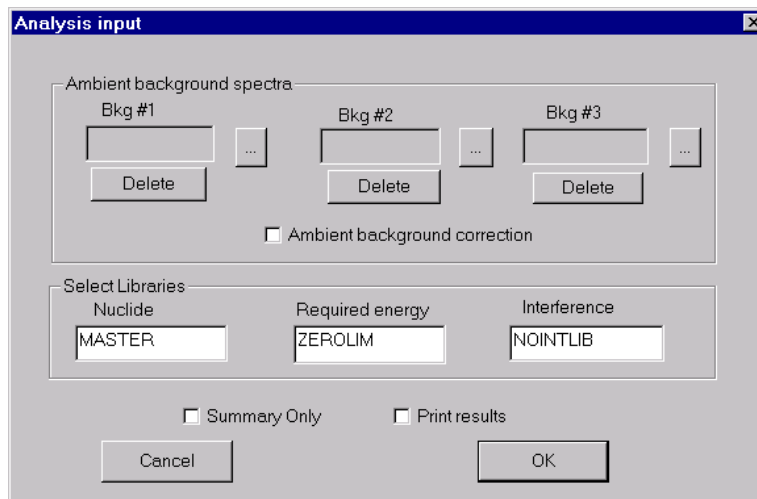 Analysis input
Ambient background spectra
Bkg #1 Bkg #2 Bkg #3
... ... ...
Delete Delete Delete
Ambient background correction
Select Libraries
Nuclide Required energy Interference
MASTER ZEROLIM NOINTLIB
Summary Only Print results
Cancel OK